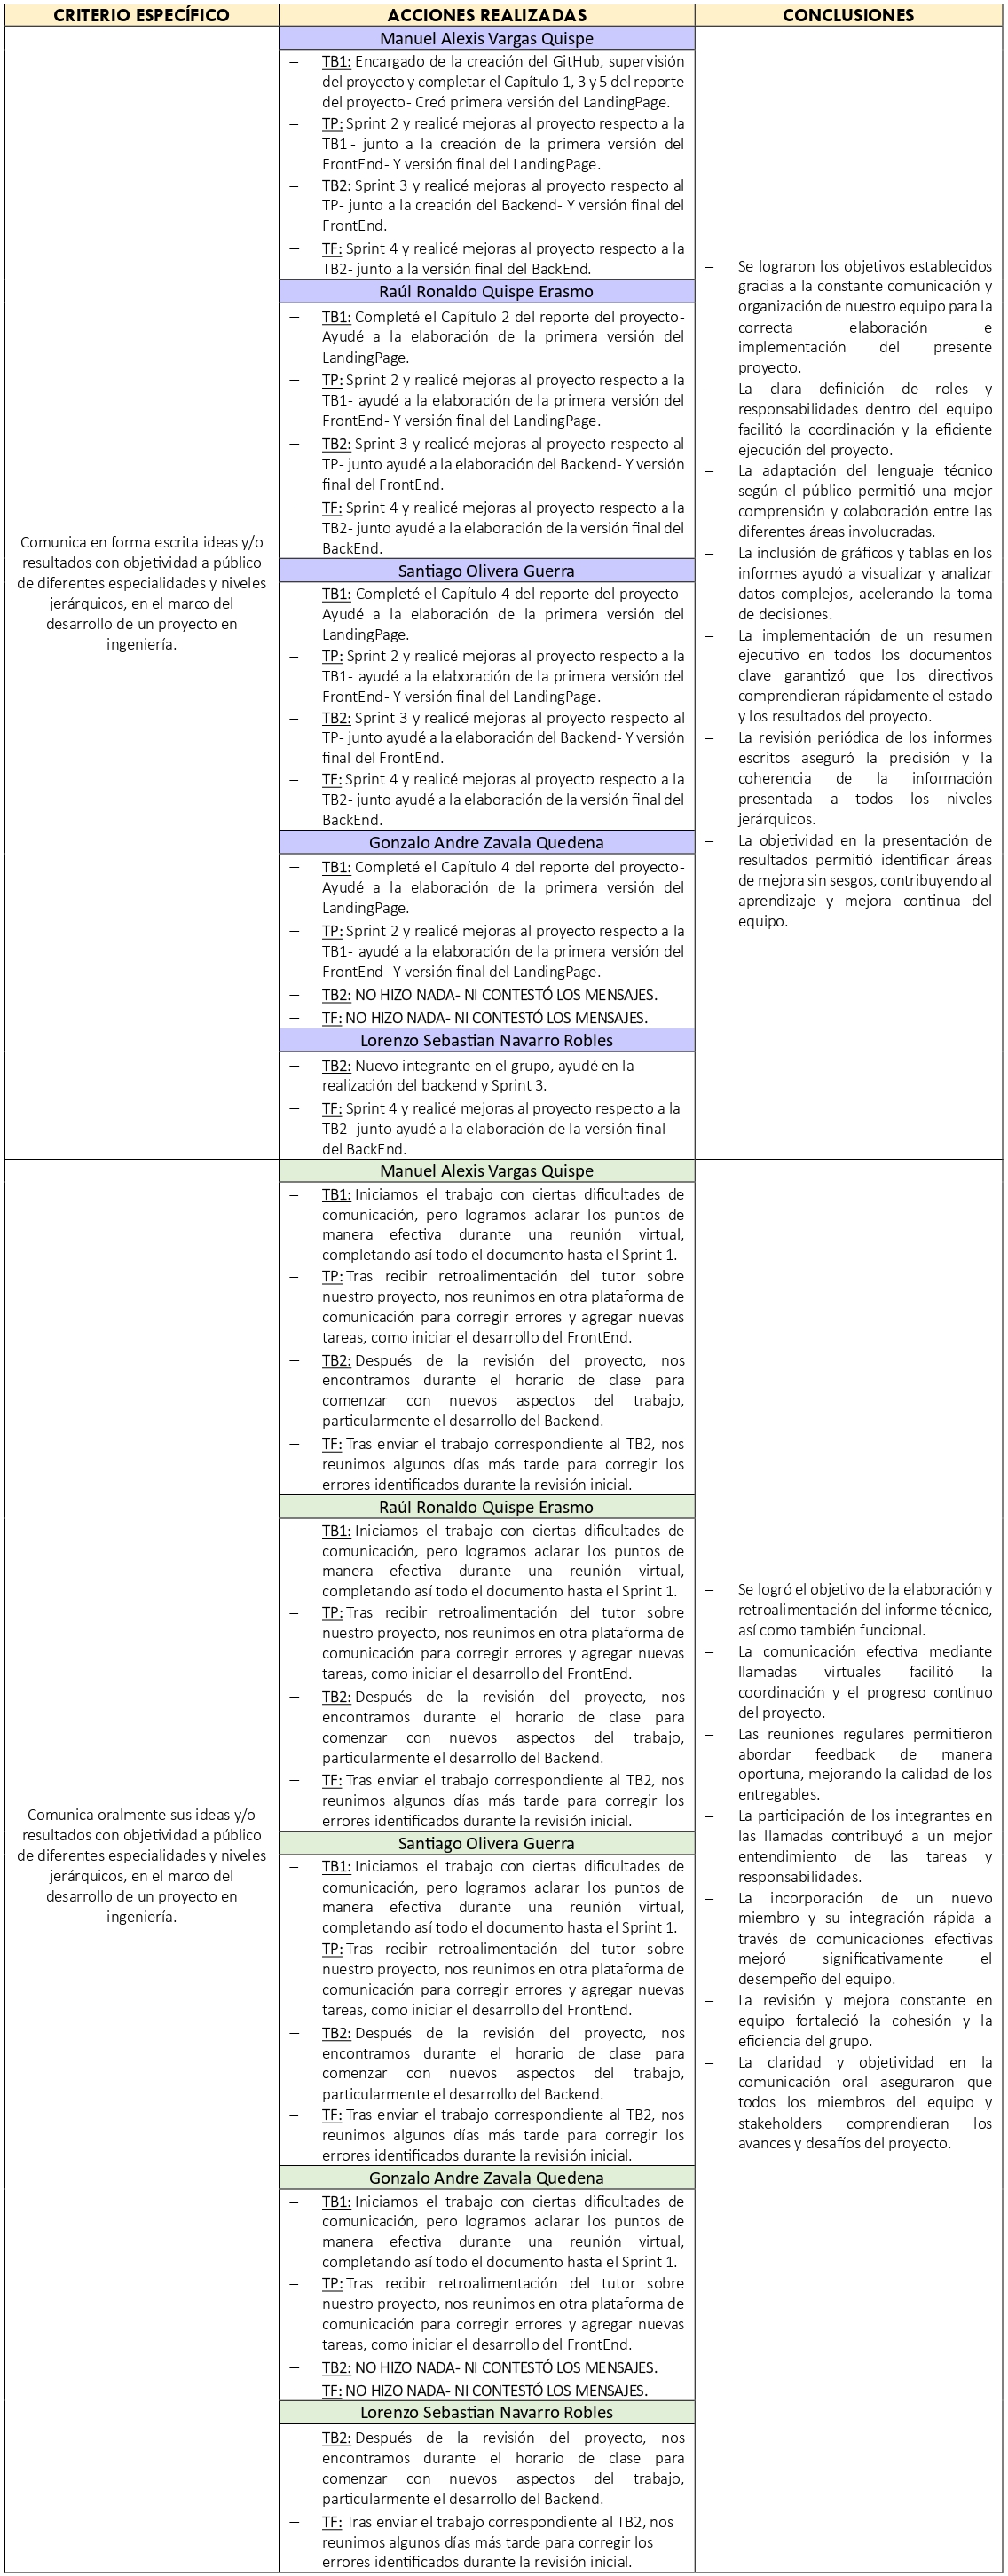 CRITERIO ESPECÍFICO
ACCIONES REALIZADAS
CONCLUSIONES
Comunica en forma escrita ideas y/o
resultados con objetividad a público
de diferentes especialidades y niveles
jerárquicos, en el marco del
desarrollo de un proyecto en
ingeniería.
Manuel Alexis Vargas Quispe
– TB1: Encargado de la creación del GitHub, supervisión
del proyecto y completar el Capítulo 1, 3 y 5 del reporte
del proyecto- Creó primera versión del LandingPage.
– TP: Sprint 2 y realicé mejoras al proyecto respecto a la
TB1 - junto a la creación de la primera versión del
FrontEnd- Y versión final del LandingPage.
– TB2: Sprint 3 y realicé mejoras al proyecto respecto al
TP- junto a la creación del Backend- Y versión final del
FrontEnd.
– TF: Sprint 4 y realicé mejoras al proyecto respecto a la
TB2- junto a la versión final del BackEnd.
Raúl Ronaldo Quispe Erasmo
– TB1: Completé el Capítulo 2 del reporte del proyecto-
Ayudé a la elaboración de la primera versión del
LandingPage.
– TP: Sprint 2 y realicé mejoras al proyecto respecto a la
TB1- ayudé a la elaboración de la primera versión del
FrontEnd- Y versión final del LandingPage.
– TB2: Sprint 3 y realicé mejoras al proyecto respecto al
TP- junto ayudé a la elaboración del Backend- Y versión
final del FrontEnd.
– TF: Sprint 4 y realicé mejoras al proyecto respecto a la
TB2- junto ayudé a la elaboración de la versión final del
BackEnd.
Santiago Olivera Guerra
– TB1: Completé el Capítulo 4 del reporte del proyecto-
Ayudé a la elaboración de la primera versión del
LandingPage.
– TP: Sprint 2 y realicé mejoras al proyecto respecto a la
TB1- ayudé a la elaboración de la primera versión del
FrontEnd- Y versión final del LandingPage.
– TB2: Sprint 3 y realicé mejoras al proyecto respecto al
TP- junto ayudé a la elaboración del Backend- Y versión
final del FrontEnd.
– TF: Sprint 4 y realicé mejoras al proyecto respecto a la
TB2- junto ayudé a la elaboración de la versión final del
BackEnd.
Gonzalo Andre Zavala Quedena
– TB1: Completé el Capítulo 4 del reporte del proyecto-
Ayudé a la elaboración de la primera versión del
LandingPage.
– TP: Sprint 2 y realicé mejoras al proyecto respecto a la
TB1- ayudé a la elaboración de la primera versión del
FrontEnd- Y versión final del LandingPage.
– TB2: NO HIZO NADA- NI CONTESTÓ LOS MENSAJES.
– TF: NO HIZO NADA- NI CONTESTÓ LOS MENSAJES.
Lorenzo Sebastian Navarro Robles
– TB2: Nuevo integrante en el grupo, ayudé en la
realización del backend y Sprint 3.
– TF: Sprint 4 y realicé mejoras al proyecto respecto a la
TB2- junto ayudé a la elaboración de la versión final
del BackEnd.
– Se lograron los objetivos establecidos
gracias a la constante comunicación y
organización de nuestro equipo para la
correcta elaboración e
implementación del presente
proyecto.
– La clara definición de roles y
responsabilidades dentro del equipo
facilitó la coordinación y la eficiente
ejecución del proyecto.
– La adaptación del lenguaje técnico
según el público permitió una mejor
comprensión y colaboración entre las
diferentes áreas involucradas.
– La inclusión de gráficos y tablas en los
informes ayudó a visualizar y analizar
datos complejos, acelerando la toma
de decisiones.
– La implementación de un resumen
ejecutivo en todos los documentos
clave garantizó que los directivos
comprendieran rápidamente el estado
y los resultados del proyecto.
– La revisión periódica de los informes
escritos aseguró la precisión y la
coherencia de la información
presentada a todos los niveles
jerárquicos.
– La objetividad en la presentación de
resultados permitió identificar áreas
de mejora sin sesgos, contribuyendo al
aprendizaje y mejora continua del
equipo.
Comunica oralmente sus ideas y/o
resultados con objetividad a público
de diferentes especialidades y niveles
jerárquicos, en el marco del
desarrollo de un proyecto en
ingeniería.
Manuel Alexis Vargas Quispe
– TB1: Iniciamos el trabajo con ciertas dificultades de
comunicación, pero logramos aclarar los puntos de
manera efectiva durante una reunión virtual,
completando así todo el documento hasta el Sprint 1.
– TP: Tras recibir retroalimentación del tutor sobre
nuestro proyecto, nos reunimos en otra plataforma de
comunicación para corregir errores y agregar nuevas
tareas, como iniciar el desarrollo del FrontEnd.
– TB2: Después de la revisión del proyecto, nos
encontramos durante el horario de clase para
comenzar con nuevos aspectos del trabajo,
particularmente el desarrollo del Backend.
– TF: Tras enviar el trabajo correspondiente al TB2, nos
reunimos algunos días más tarde para corregir los
errores identificados durante la revisión inicial.
Raúl Ronaldo Quispe Erasmo
– TB1: Iniciamos el trabajo con ciertas dificultades de
comunicación, pero logramos aclarar los puntos de
manera efectiva durante una reunión virtual,
completando así todo el documento hasta el Sprint 1.
– TP: Tras recibir retroalimentación del tutor sobre
nuestro proyecto, nos reunimos en otra plataforma de
comunicación para corregir errores y agregar nuevas
tareas, como iniciar el desarrollo del FrontEnd.
– TB2: Después de la revisión del proyecto, nos
encontramos durante el horario de clase para
comenzar con nuevos aspectos del trabajo,
particularmente el desarrollo del Backend.
– TF: Tras enviar el trabajo correspondiente al TB2, nos
reunimos algunos días más tarde para corregir los
errores identificados durante la revisión inicial.
Santiago Olivera Guerra
– TB1: Iniciamos el trabajo con ciertas dificultades de
comunicación, pero logramos aclarar los puntos de
manera efectiva durante una reunión virtual,
completando así todo el documento hasta el Sprint 1.
– TP: Tras recibir retroalimentación del tutor sobre
nuestro proyecto, nos reunimos en otra plataforma de
comunicación para corregir errores y agregar nuevas
tareas, como iniciar el desarrollo del FrontEnd.
– TB2: Después de la revisión del proyecto, nos
encontramos durante el horario de clase para
comenzar con nuevos aspectos del trabajo,
particularmente el desarrollo del Backend.
– TF: Tras enviar el trabajo correspondiente al TB2, nos
reunimos algunos días más tarde para corregir los
errores identificados durante la revisión inicial.
Gonzalo Andre Zavala Quedena
– TB1: Iniciamos el trabajo con ciertas dificultades de
comunicación, pero logramos aclarar los puntos de
manera efectiva durante una reunión virtual,
completando así todo el documento hasta el Sprint 1.
– TP: Tras recibir retroalimentación del tutor sobre
nuestro proyecto, nos reunimos en otra plataforma de
comunicación para corregir errores y agregar nuevas
tareas, como iniciar el desarrollo del FrontEnd.
– TB2: NO HIZO NADA- NI CONTESTÓ LOS MENSAJES.
– TF: NO HIZO NADA- NI CONTESTÓ LOS MENSAJES.
Lorenzo Sebastian Navarro Robles
– TB2: Después de la revisión del proyecto, nos
encontramos durante el horario de clase para
comenzar con nuevos aspectos del trabajo,
particularmente el desarrollo del Backend.
– TF: Tras enviar el trabajo correspondiente al TB2, nos
reunimos algunos días más tarde para corregir los
errores identificados durante la revisión inicial.
– Se logró el objetivo de la elaboración y
retroalimentación del informe técnico,
así como también funcional.
– La comunicación efectiva mediante
llamadas virtuales facilitó la
coordinación y el progreso continuo
del proyecto.
– Las reuniones regulares permitieron
abordar feedback de manera
oportuna, mejorando la calidad de los
entregables.
– La participación de los integrantes en
las llamadas contribuyó a un mejor
entendimiento de las tareas y
responsabilidades.
– La incorporación de un nuevo
miembro y su integración rápida a
través de comunicaciones efectivas
mejoró significativamente el
desempeño del equipo.
– La revisión y mejora constante en
equipo fortaleció la cohesión y la
eficiencia del grupo.
– La claridad y objetividad en la
comunicación oral aseguraron que
todos los miembros del equipo y
stakeholders comprendieran los
avances y desafíos del proyecto.